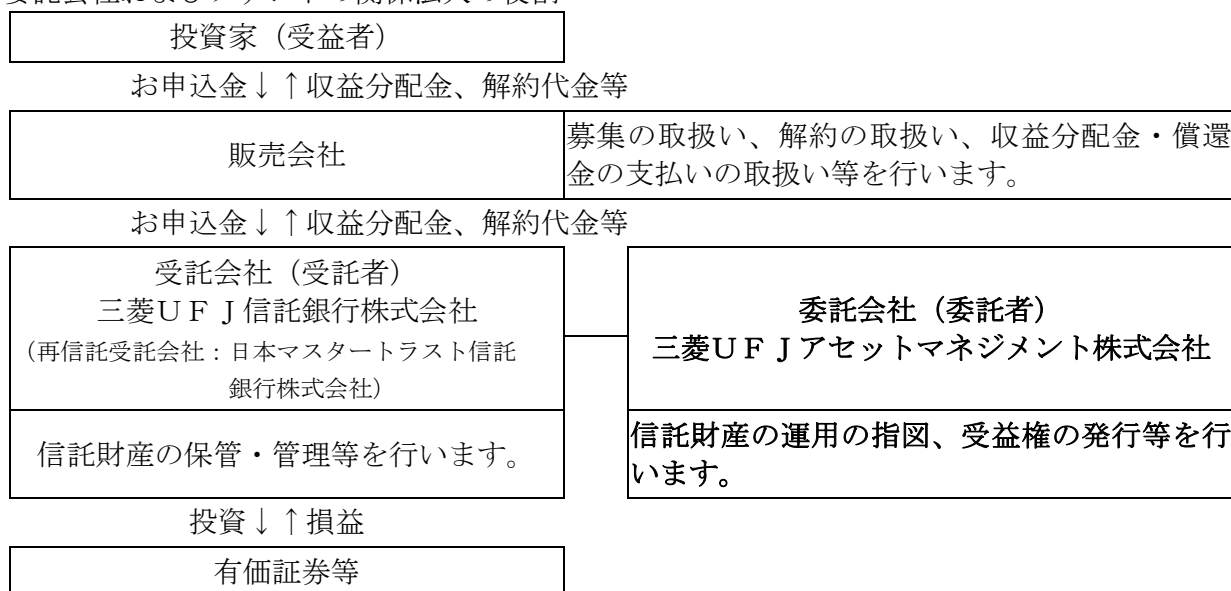 投資家（受益者）
お申込金↓↑収益分配金、解約代金等
販売会社
募集の取扱い、解約の取扱い、収益分配金・償還
金の支払いの取扱い等を行います。
お申込金↓↑収益分配金、解約代金等
受託会社（受託者）
三菱ＵＦＪ信託銀行株式会社
（再信託受託会社：日本マスタートラスト信託
銀行株式会社）
委託会社（委託者）
三菱ＵＦＪアセットマネジメント株式会社
信託財産の保管・管理等を行います。
信託財産の運用の指図、受益権の発行等を行
います。
投資↓↑損益
有価証券等